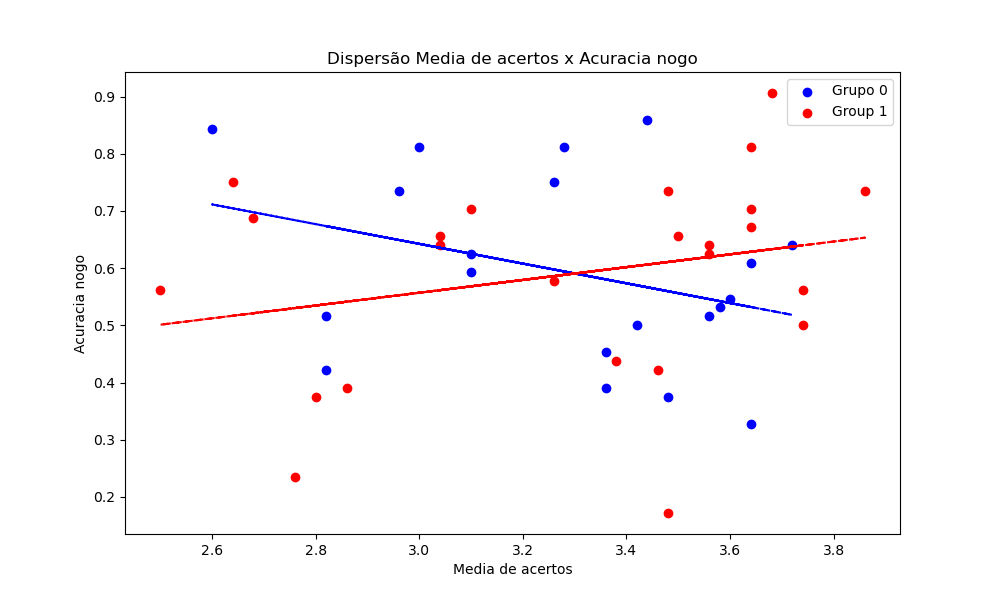 Dispersão Media de acertos x Acuracia nogo
Grupo 0
Group 1
0.9
0.8
0.7
0.6
0.5
0.4
0.3
0.2
Acuracia nogo
2.6 2.8 3.0 3.2 3.4 3.6 3.8
Media de acertos